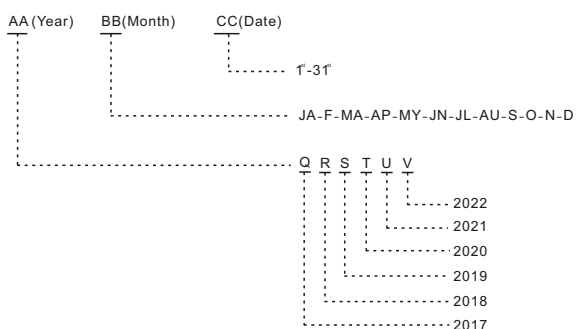 AA (Year) BB(Month) CC(Date)
1st-31st
JA-F-MA-AP-MY-JN-JL-AU-S-O-N-D
Q R S T U V
2022
2021
2020
2019
2018
2017